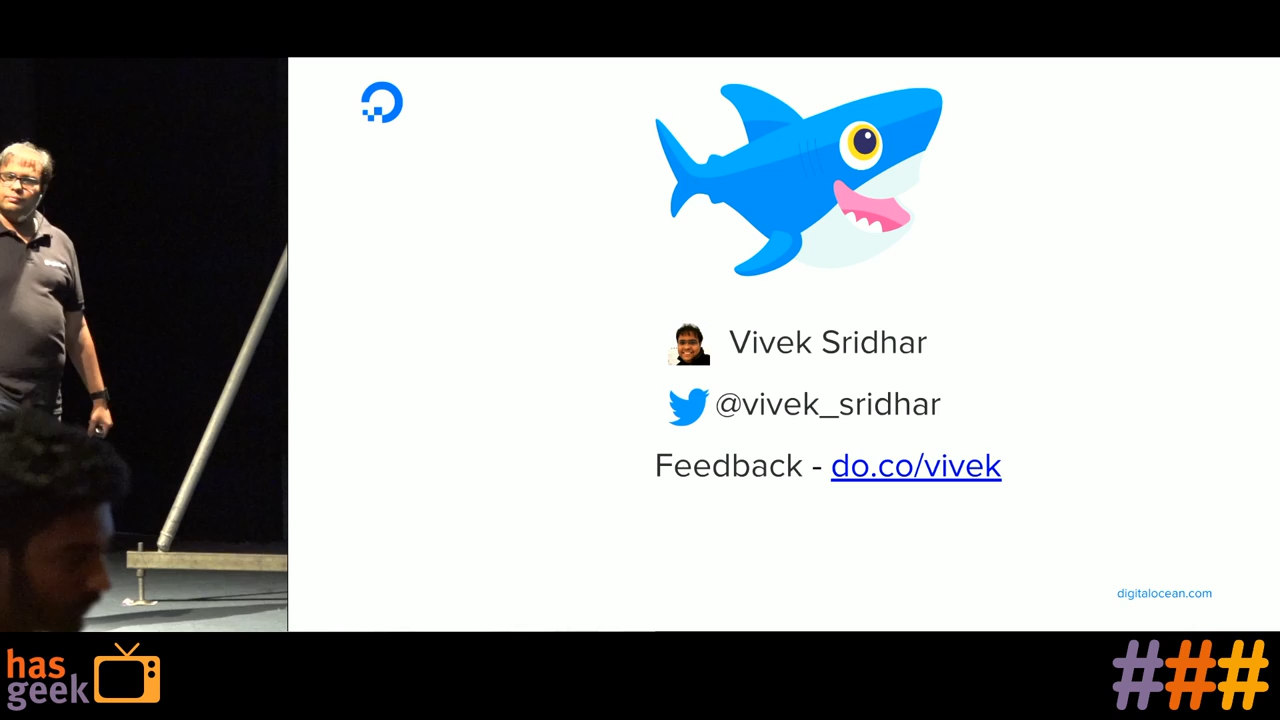 Vivek Sridhar
@vivek_sridhar
Feedback - do.co/vivek
digitalocean.com
has
geek
###